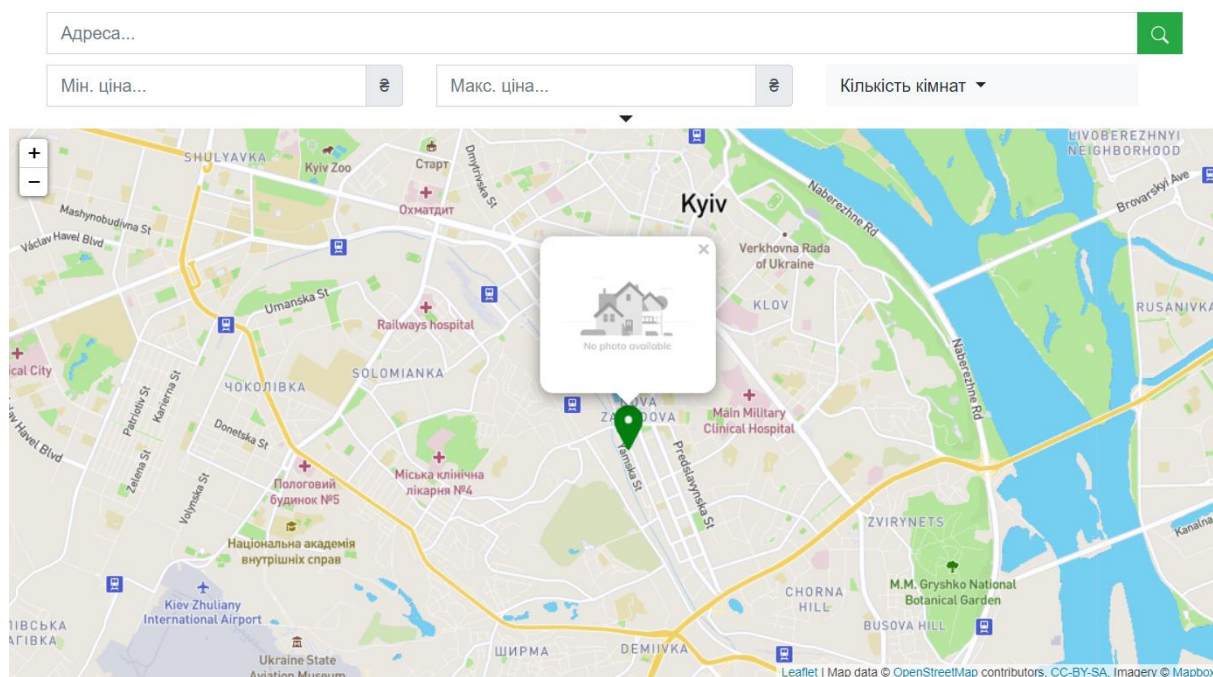 Адреса...
Мін. ціна...
₴
Макс. ціна...
₴
Кількість кімнат
+
−
SHULYAVKA
Kyiv Zoo
Старт
Dmytrivska St
Охматдит
Kyiv
Naberezhne Rd
LIVOBEREZHNYI
NEIGHBORHOOD
Brovarskyi Ave
Mashynobudivna St
Václav Havel Blvd
Verkhovna Rada
of Ukraine
×
Umanska St
Railways hospital
KLOV
RUSANIVKA
No photo available
Naberezhne Rd
ical City
ЧОКОЛІВКА
SOLOMIANKA
Patriotiv St
Karierna St
Donetska St
av Havel Blvd
Zelena St
Volynska St
Main Military
Clinical Hospital
Yamska St
Predslavynska St
Міська клінічна
лікарня №4
Пологовий
будинок №5
Національна академія
внутрішніх справ
ZVIRYNETS
Kanalna
Kiev Zhuliany
International Airport
M.M. Gryshko National
Botanical Garden
CHORNA
HILL
BUSOVA HILL
ІВСЬКА
АГІВКА
ШИРМА
DEMIIVKA
Ukraine State
Aviation Museum
Leaflet | Map data © OpenStreetMap contributors, CC-BY-SA, Imagery © Mapbox